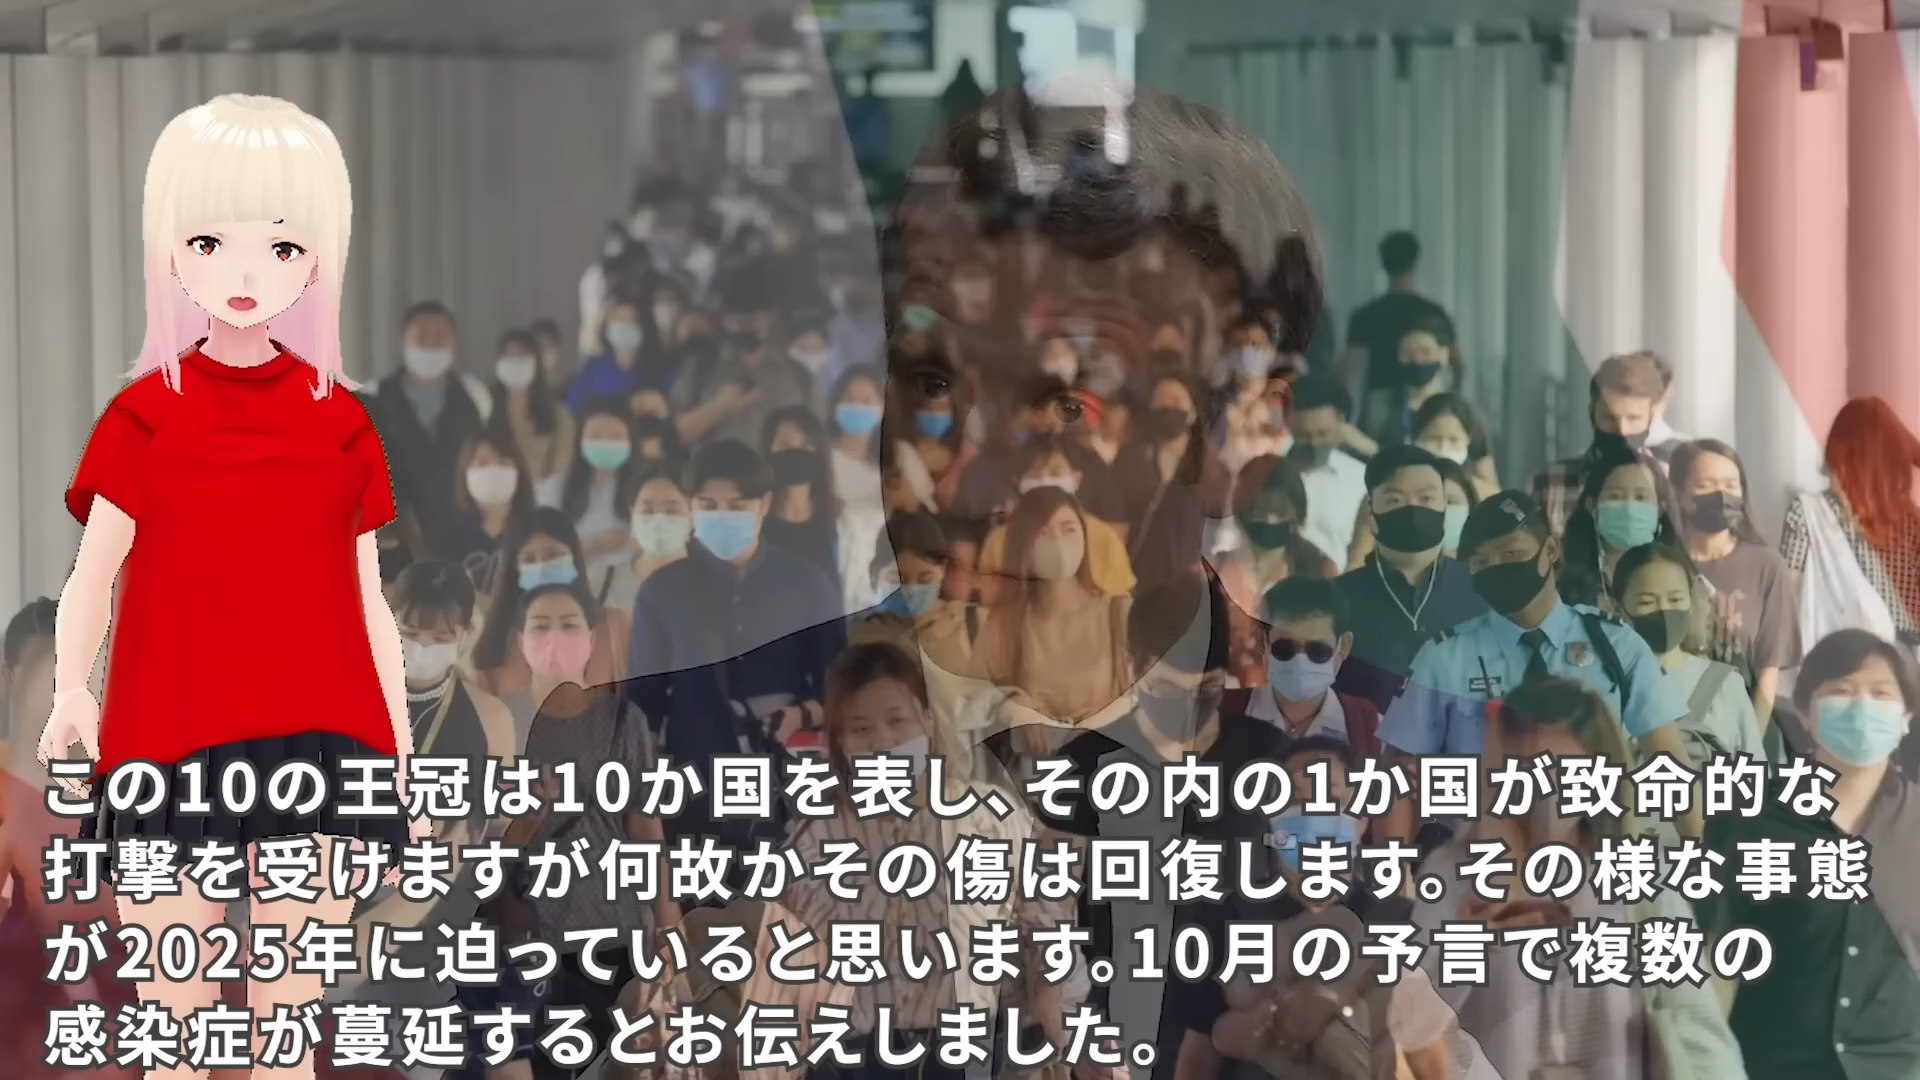 この10の王冠は10か国を表し、その内の1か国が致命的な
打撃を受けますが何故かその傷は回復します。その様な事態
が2025年に迫っていると思います。10月の予言で複数の
感染症が蔓延するとお伝えしました。